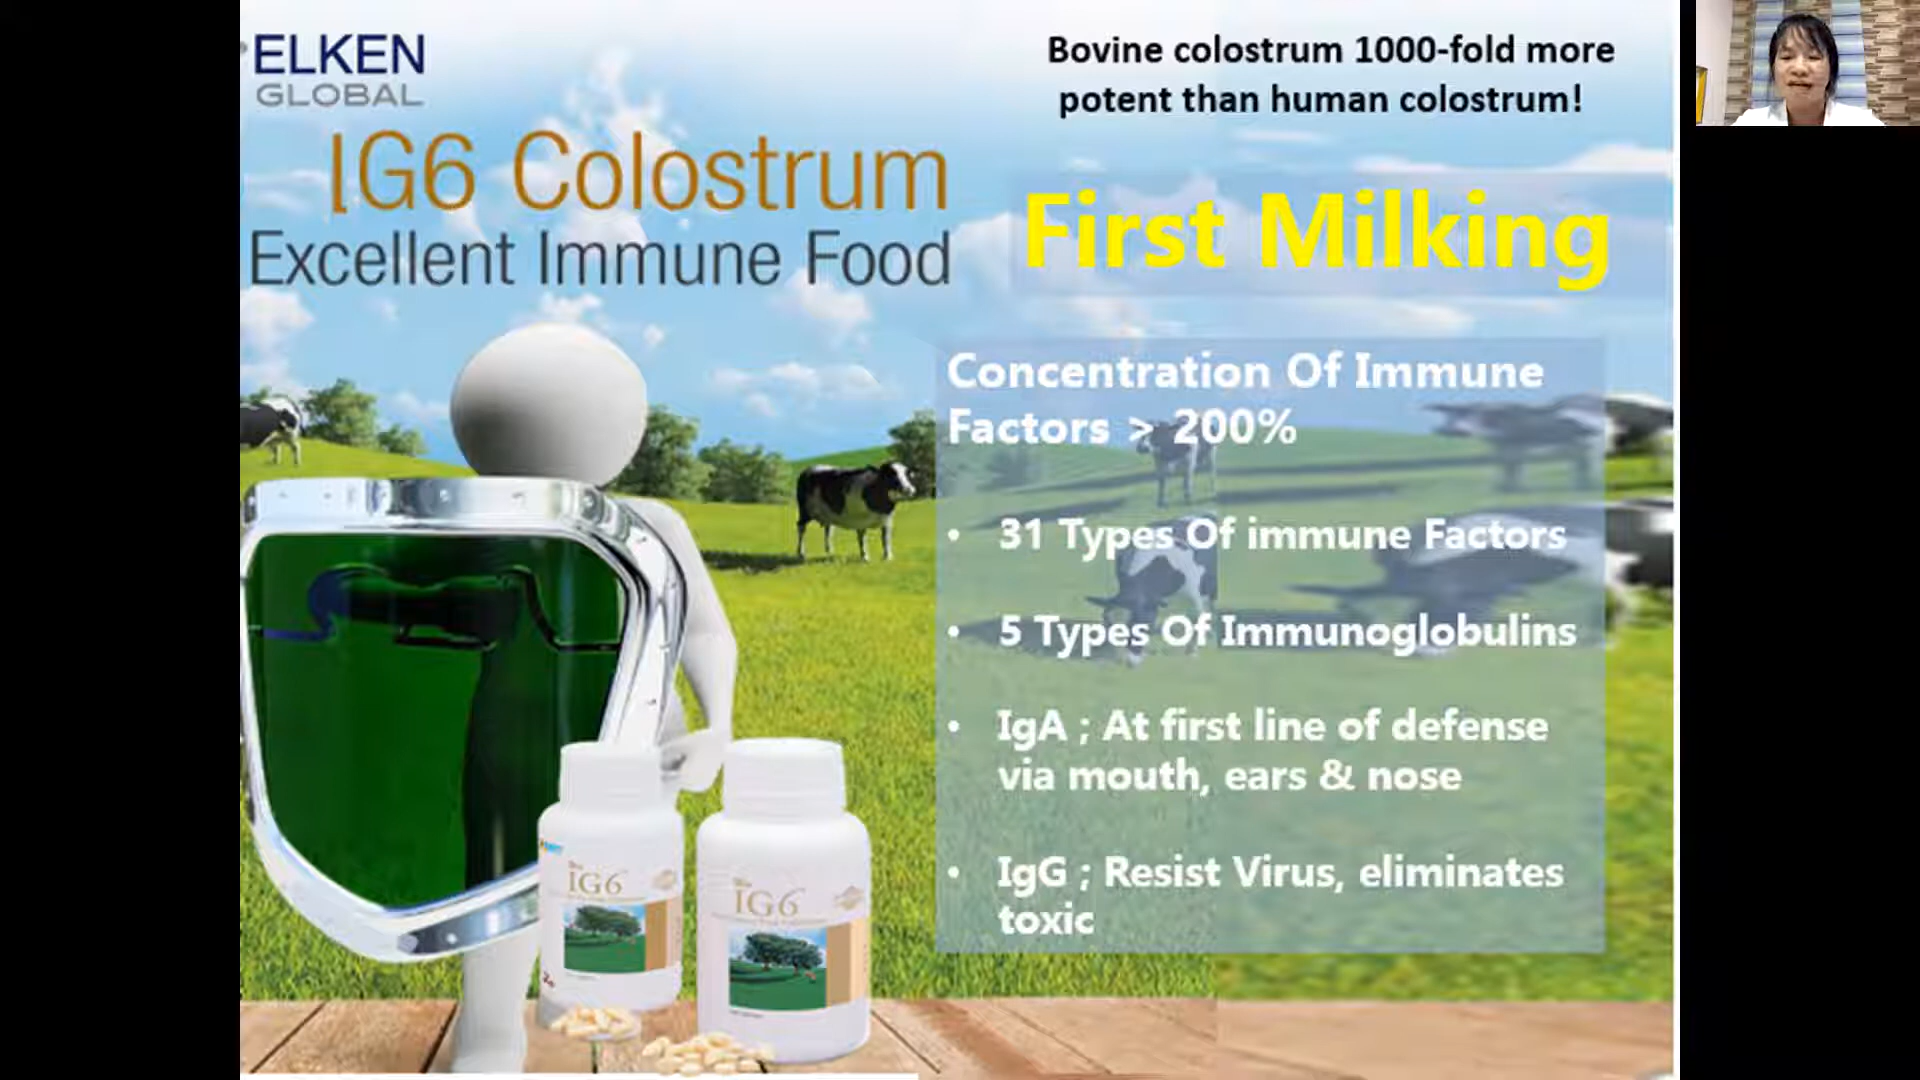 ELKEN
GLOBAL
IG6 Colostrum
Excellent Immune Food
Bovine colostrum 1000-fold more
potent than human colostrum!
First Milking
Concentration Of Immune
Factors > 200%
• 31 Types Of immune Factors
• 5 Types Of Immunoglobulins
• IgA ; At first line of defense
via mouth, ears & nose
• IgG ; Resist Virus, eliminates
toxic
IG6
IG6